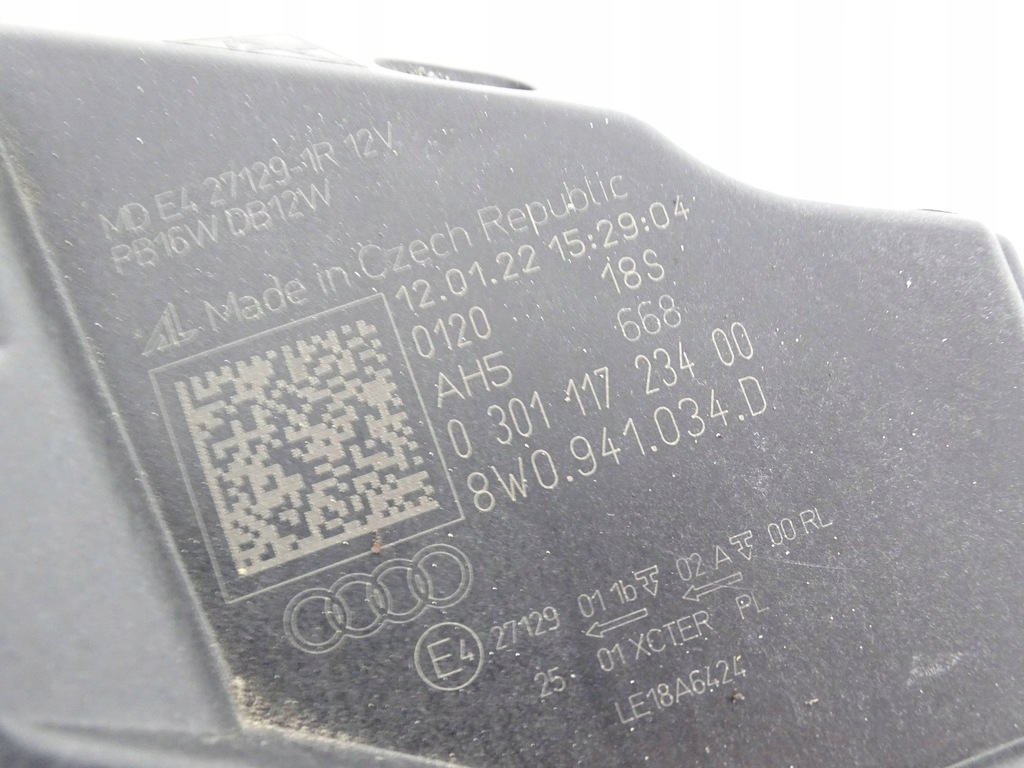 MD E4 27129-1R 12V
PB16W DB12W
AL Made in Czech Republic
12.01.22 15:29:04
0120 18S
AH5 668
0 301 117 234 00
8W0.941.034.D
E4 27129 01 1b 02 A 00 RL
25 01 XCTER PL
LE18A6424